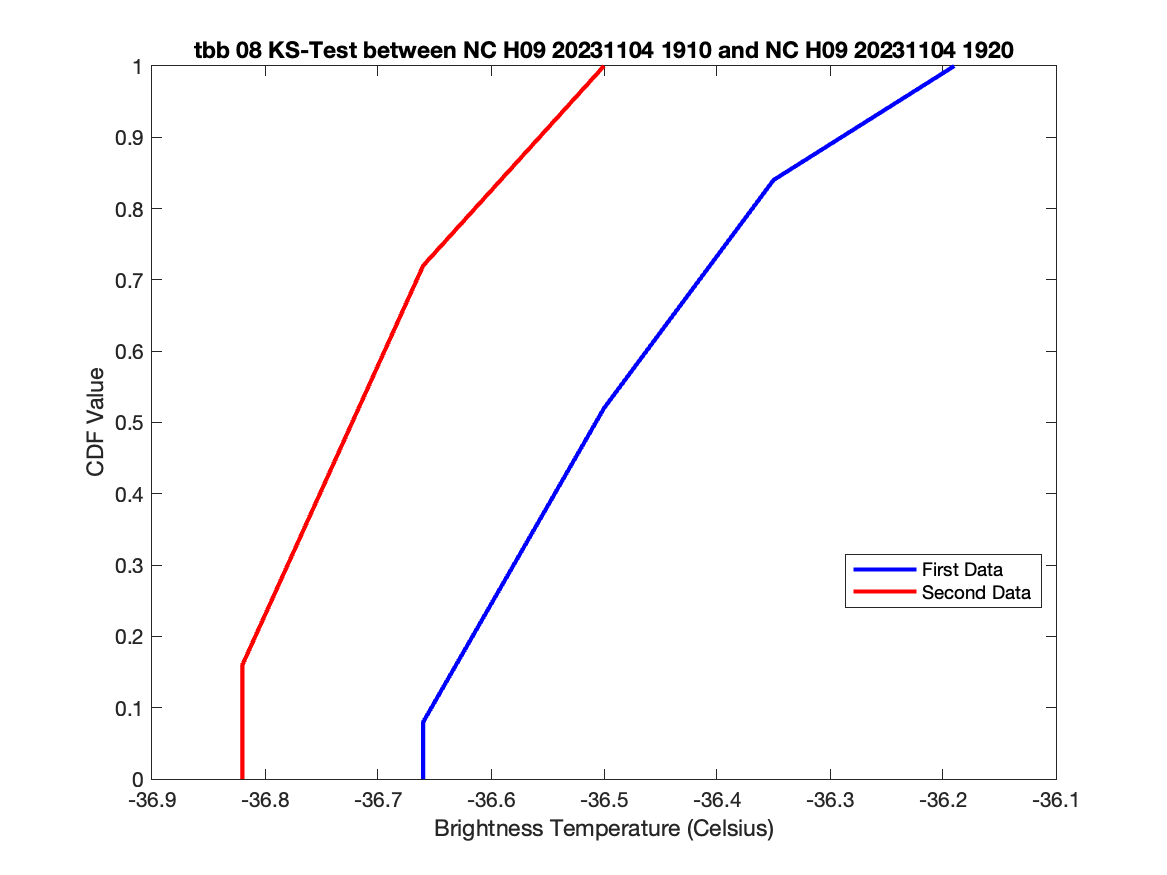 tbb 08 KS-Test between NC H09 20231104 1910 and NC H09 20231104 1920
1
0.9
0.8
0.7
0.6
0.5
0.4
0.3
0.2
0.1
0
CDF Value
First Data
Second Data
-36.9 -36.8 -36.7 -36.6 -36.5 -36.4 -36.3 -36.2 -36.1
Brightness Temperature (Celsius)